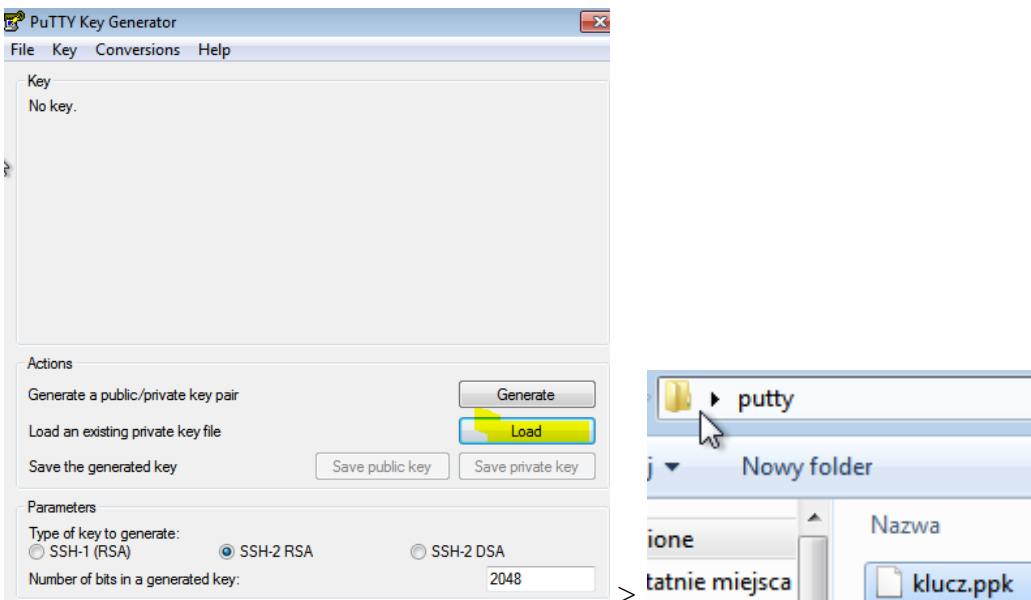 PuTTY Key Generator
File Key Conversions Help
Key
No key.
Actions
Generate a public/private key pair Generate
Load an existing private key file Load
Save the generated key Save public key Save private key
Parameters
Type of key to generate:
SSH-1 (RSA) SSH-2 RSA SSH-2 DSA
Number of bits in a generated key: 2048
>
putty
j Nowy folder
ione Nazwa
tatnie miejsca klucz.ppk